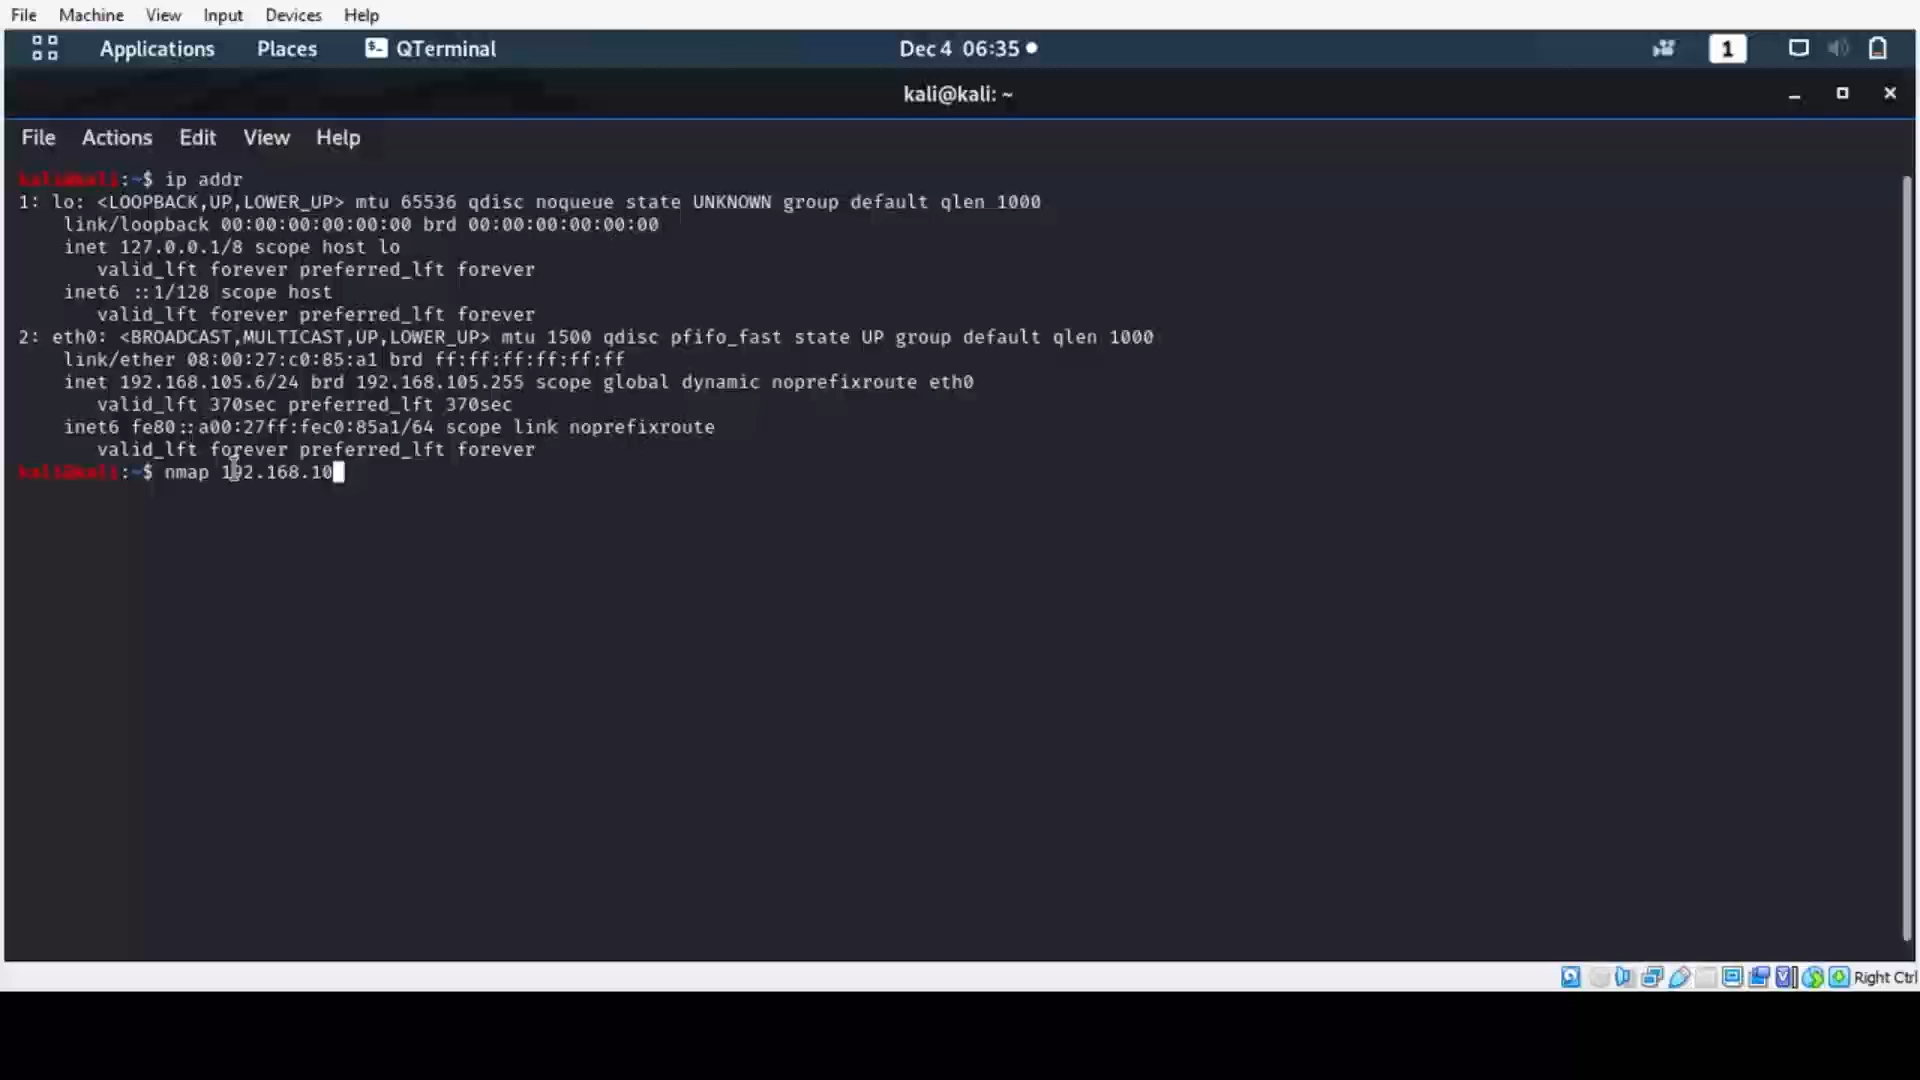 File Machine View Input Devices Help
Applications Places QTerminal Dec 4 06:35 1
kali@kali: ~
File Actions Edit View Help
kali@kali:~$ ip addr
1: lo: <LOOPBACK,UP,LOWER_UP> mtu 65536 qdisc noqueue state UNKNOWN group default qlen 1000
link/loopback 00:00:00:00:00:00 brd 00:00:00:00:00:00
inet 127.0.0.1/8 scope host lo
valid_lft forever preferred_lft forever
inet6 ::1/128 scope host
valid_lft forever preferred_lft forever
2: eth0: <BROADCAST,MULTICAST,UP,LOWER_UP> mtu 1500 qdisc pfifo_fast state UP group default qlen 1000
link/ether 08:00:27:c0:85:a1 brd ff:ff:ff:ff:ff:ff
inet 192.168.105.6/24 brd 192.168.105.255 scope global dynamic noprefixroute eth0
valid_lft 370sec preferred_lft 370sec
inet6 fe80::a00:27ff:fec0:85a1/64 scope link noprefixroute
valid_lft forever preferred_lft forever
kali@kali:~$ nmap 192.168.10
Right Ctrl